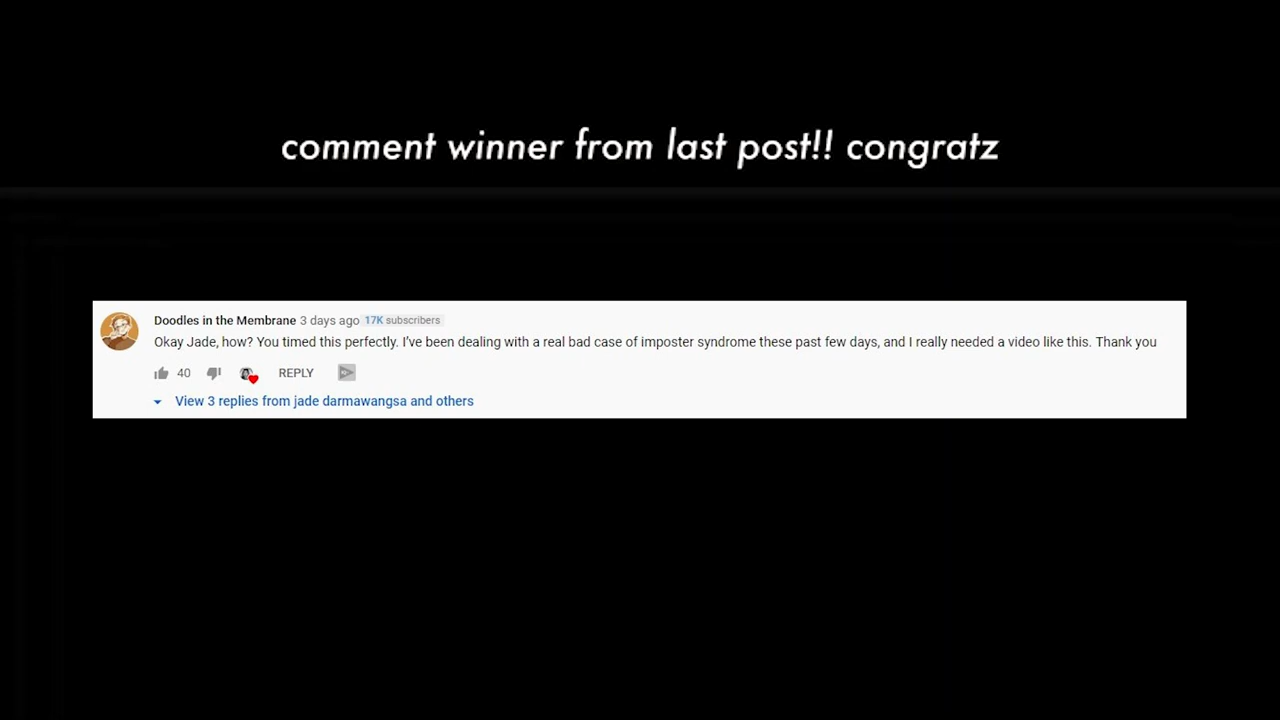 comment winner from last post!! congratz
Doodles in the Membrane 3 days ago 17K subscribers
Okay Jade, how? You timed this perfectly. I've been dealing with a real bad case of imposter syndrome these past few days, and I really needed a video like this. Thank you
40 REPLY
View 3 replies from jade darmawangsa and others